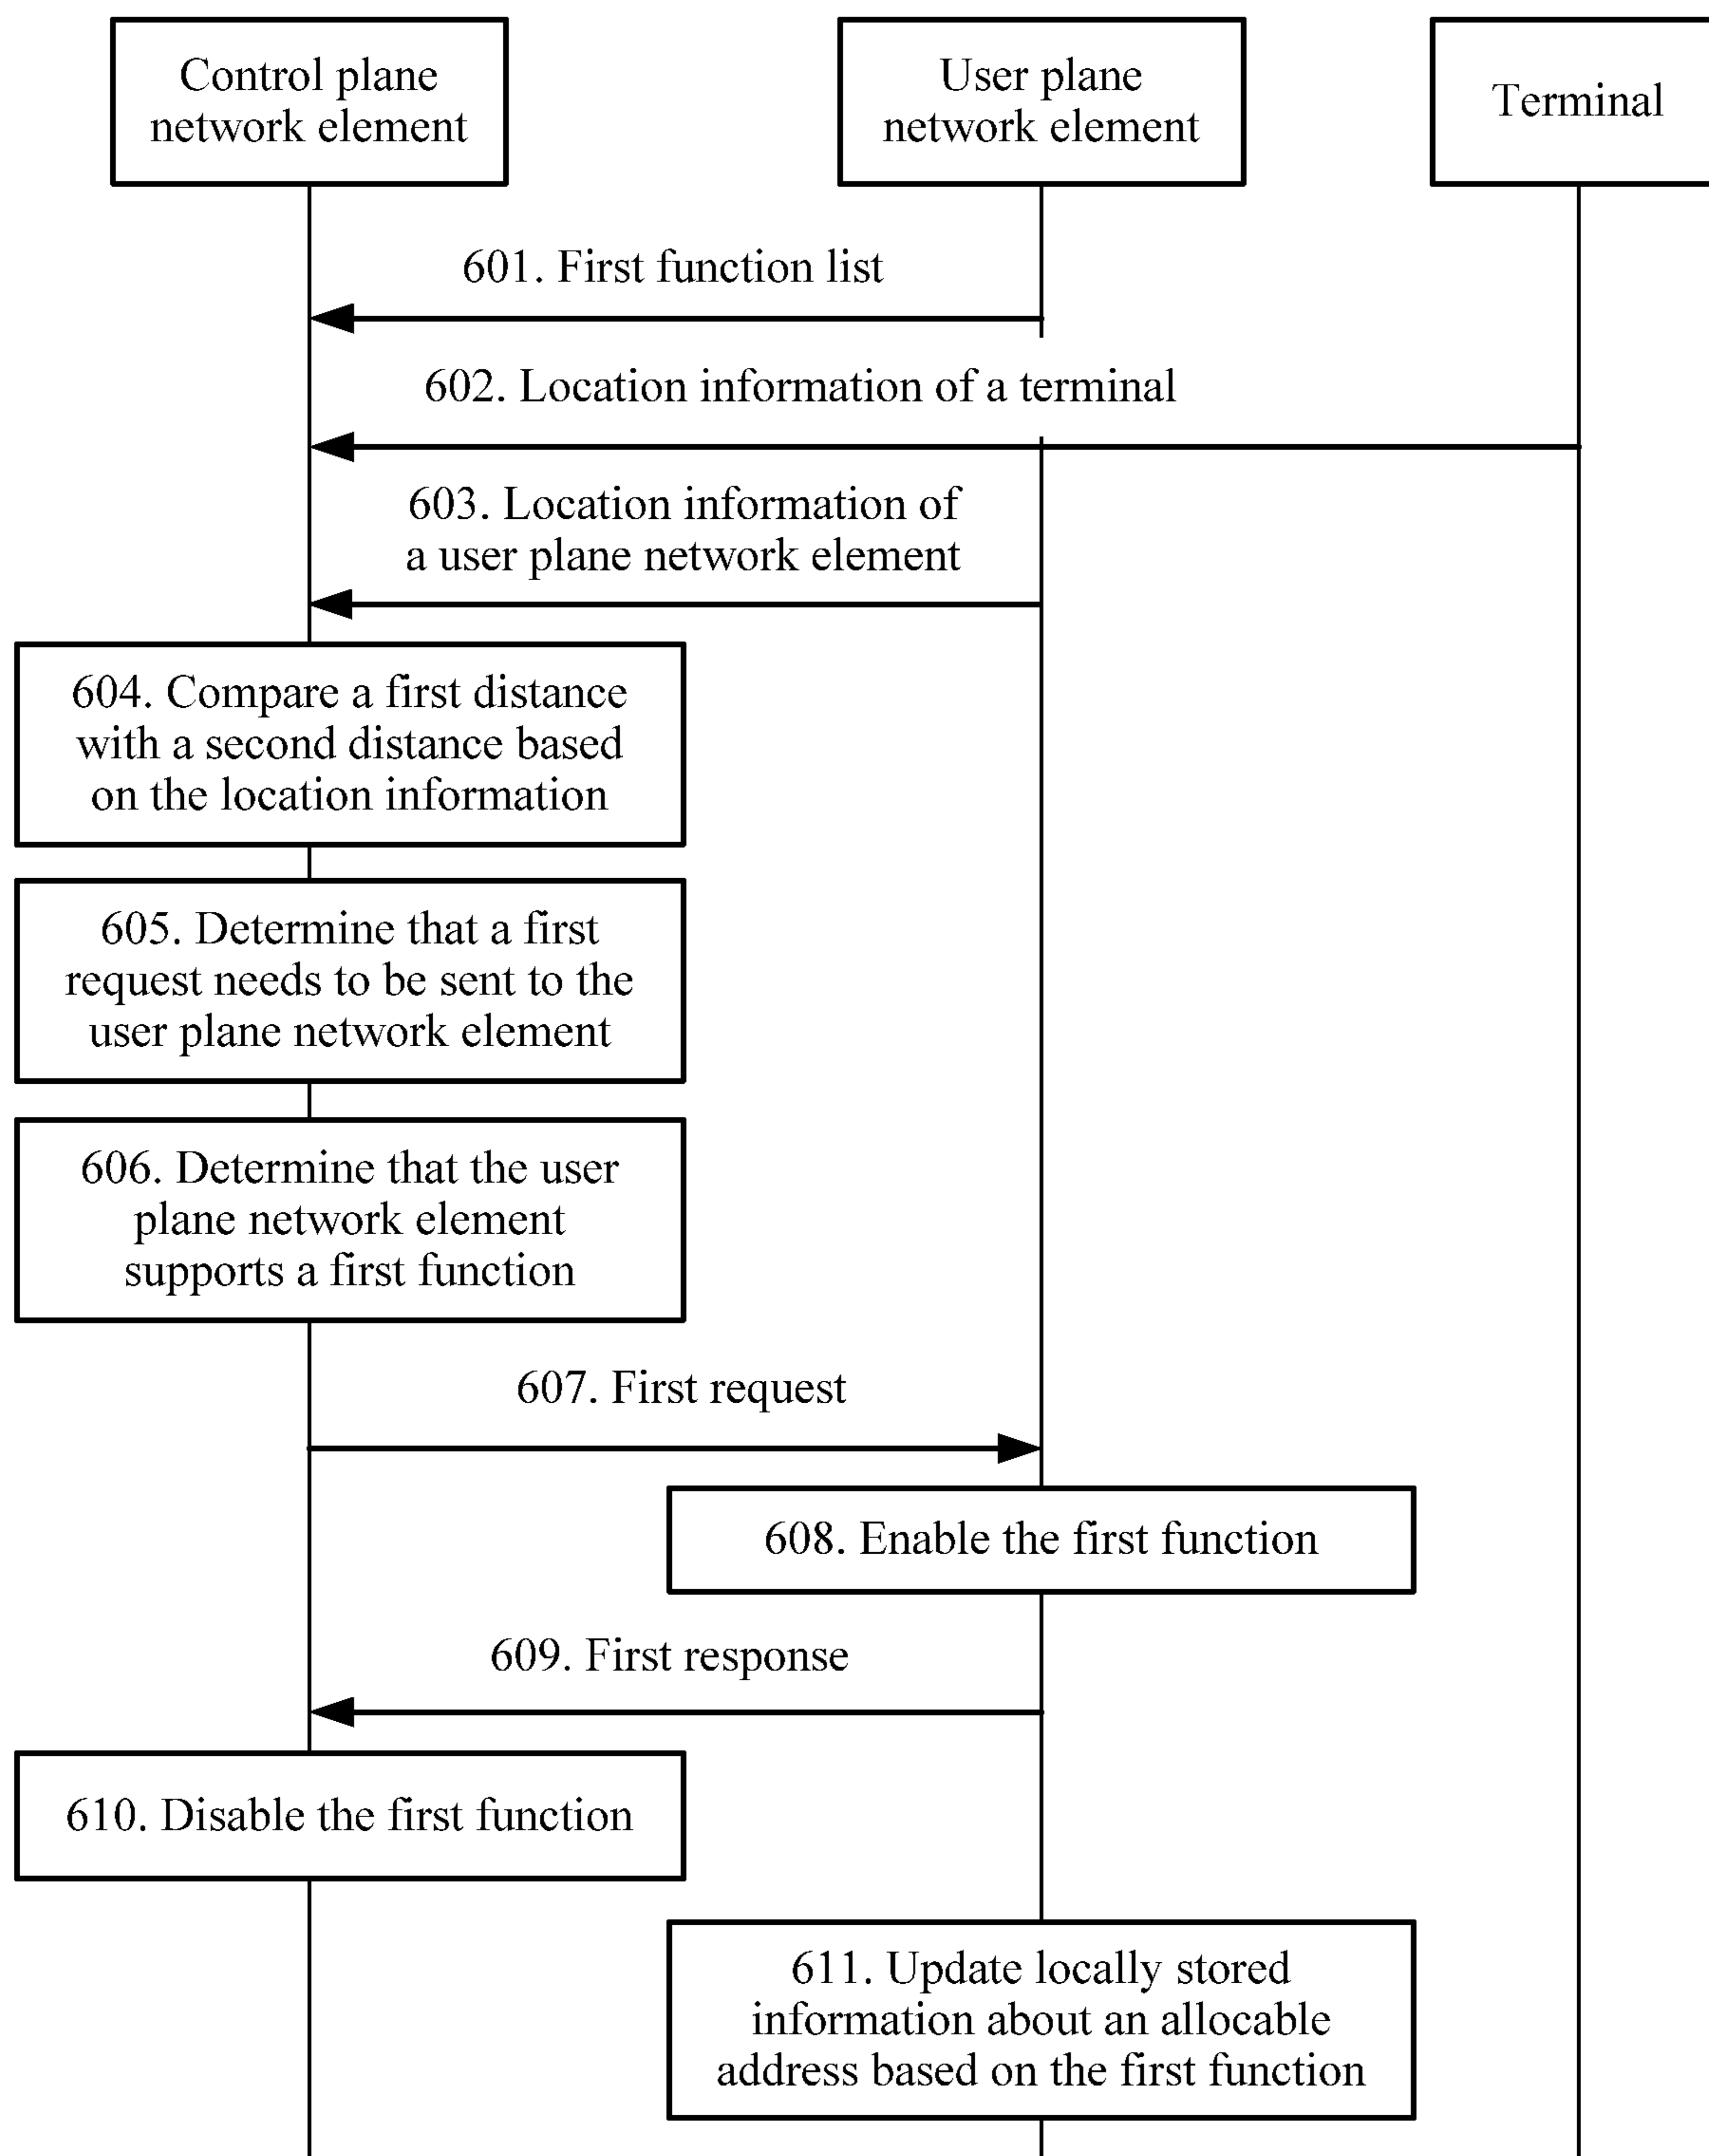 Control plane
network element
User plane
network element
Terminal
601. First function list
602. Location information of a terminal
603. Location information of
a user plane network element
604. Compare a first distance
with a second distance based
on the location information
605. Determine that a first
request needs to be sent to the
user plane network element
606. Determine that the user
plane network element
supports a first function
607. First request
608. Enable the first function
609. First response
610. Disable the first function
611. Update locally stored
information about an allocable
address based on the first function